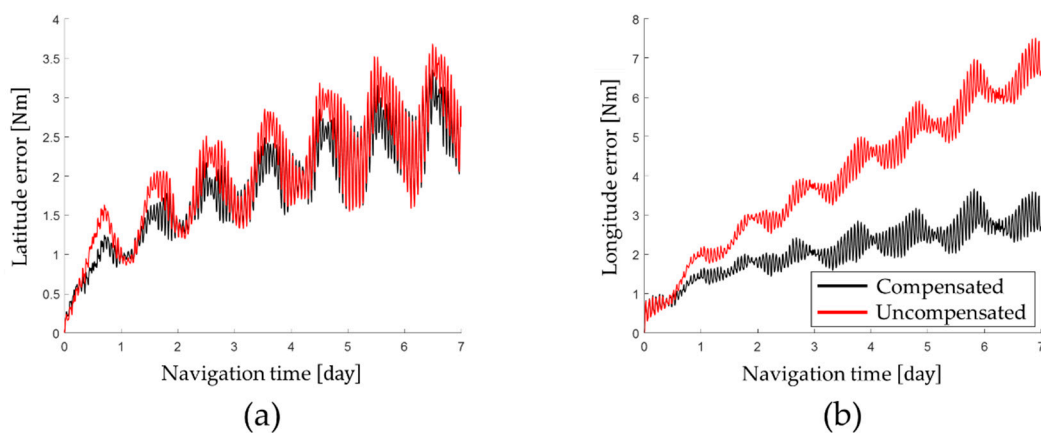 4
3.5
3
2.5
2
1.5
1
0.5
0
Latitude error [Nm]
0 1 2 3 4 5 6 7
Navigation time [day]
(a)
8
7
6
5
4
3
2
1
0
Longitude error [Nm]
Compensated
Uncompensated
0 1 2 3 4 5 6 7
Navigation time [day]
(b)